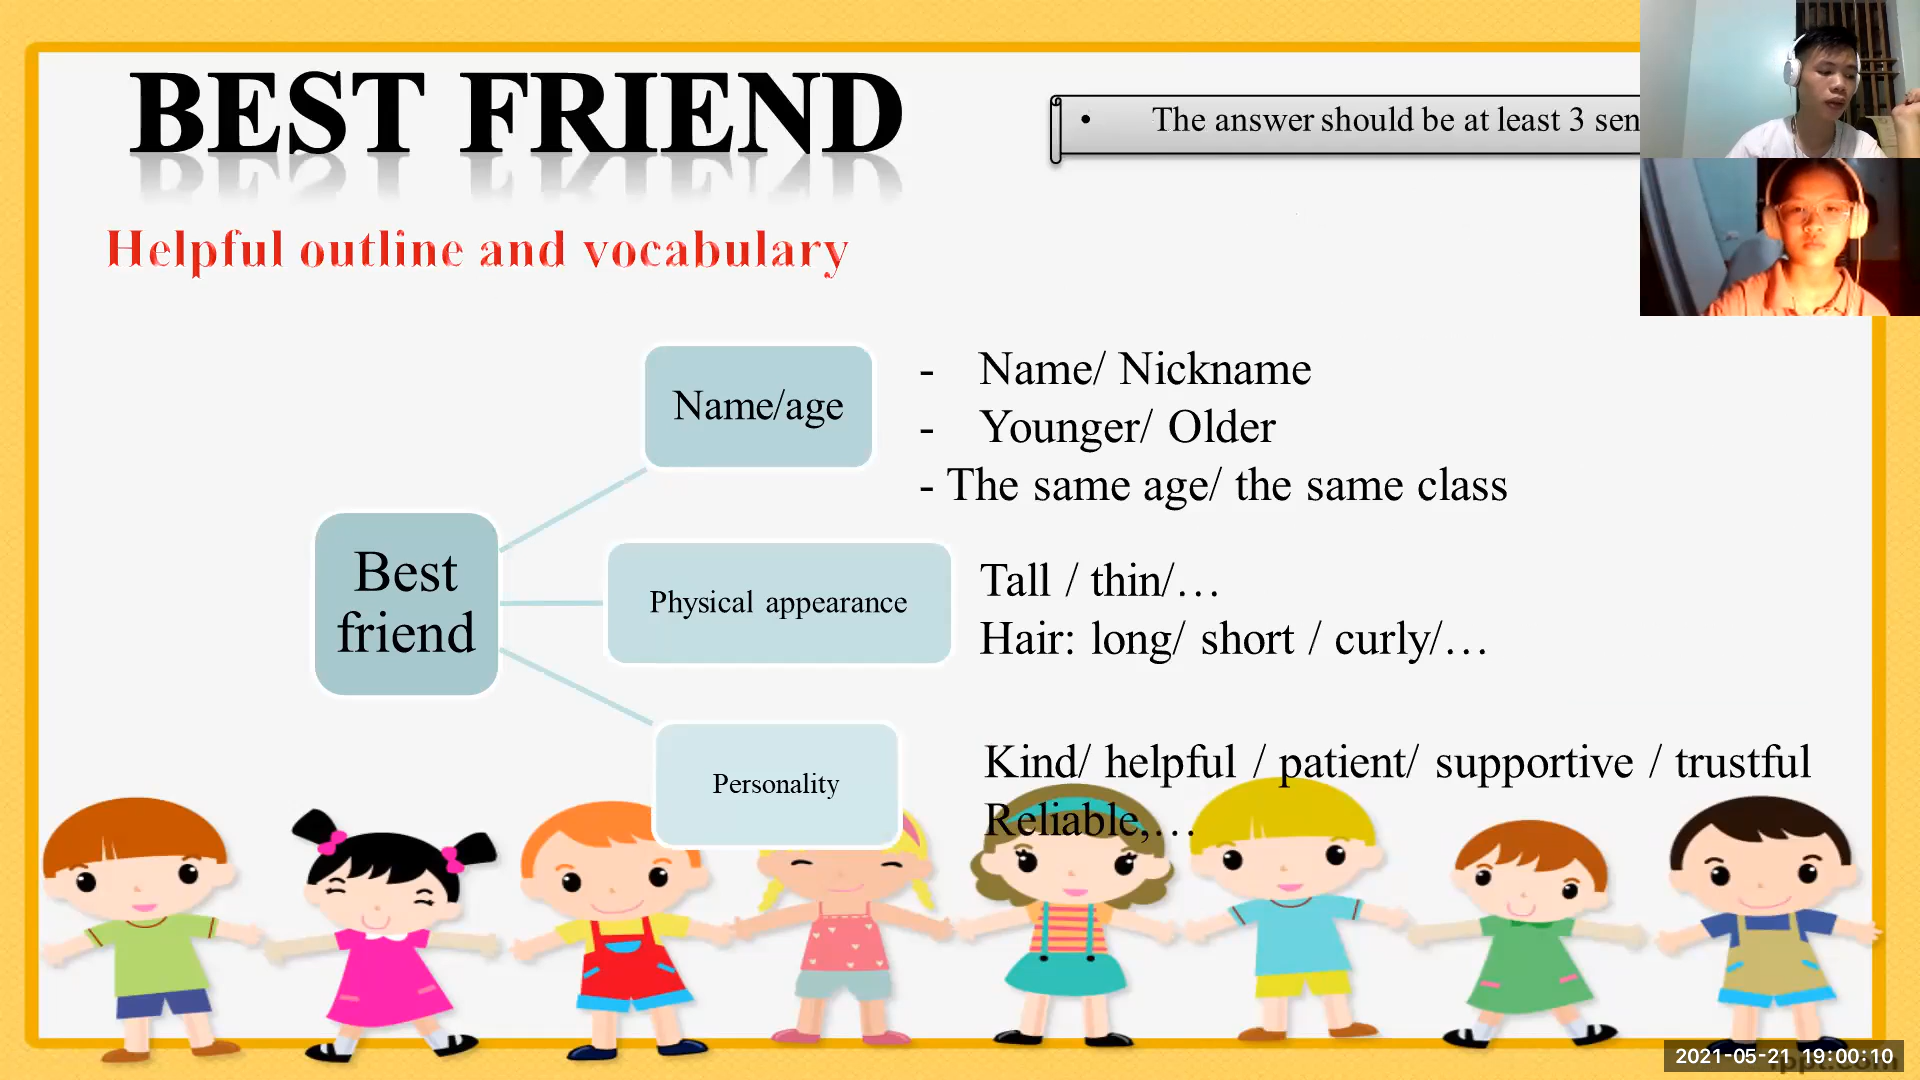 BEST FRIEND
• The answer should be at least 3 sen
Helpful outline and vocabulary
Name/age
- Name/ Nickname
- Younger/ Older
- The same age/ the same class
Best
friend
Physical appearance
Tall / thin/…
Hair: long/ short / curly/…
Personality
Kind/ helpful / patient/ supportive / trustful
Reliable,…
2021-05-21 19:00:10